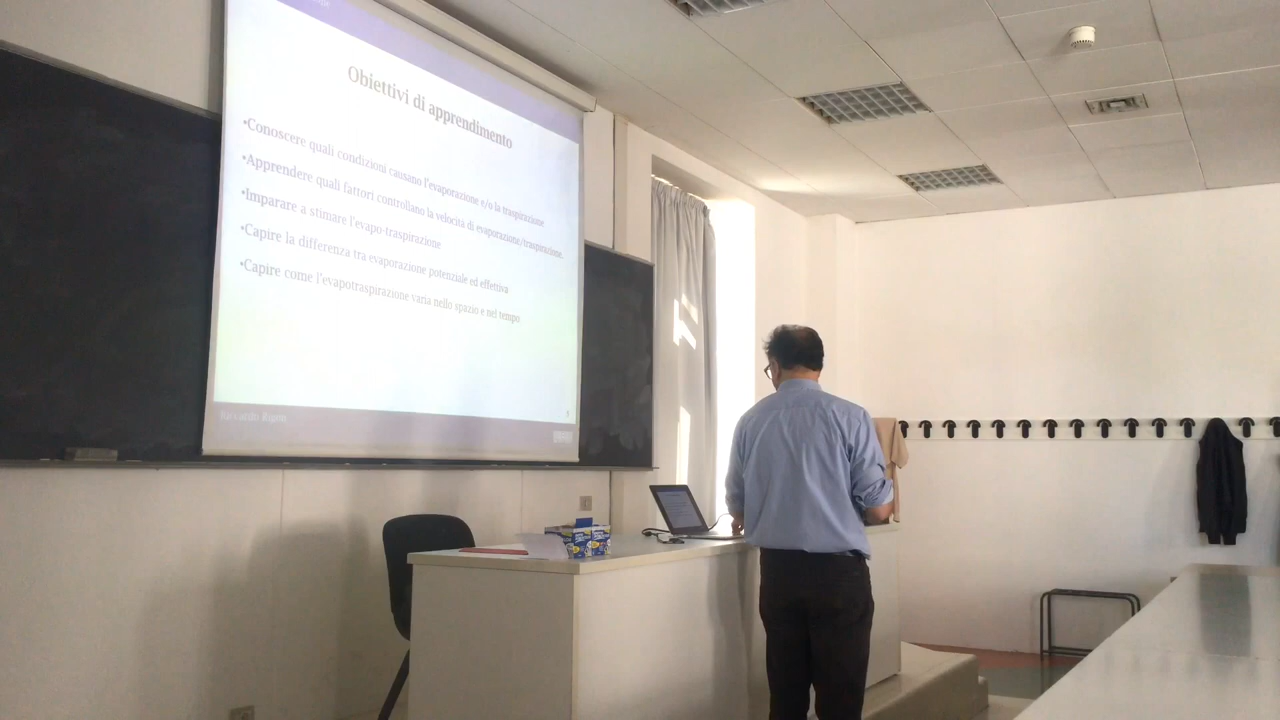 Obiettivi di apprendimento
•Conoscere quali condizioni causano l'evaporazione e/o la traspirazione
•Apprendere quali fattori controllano la velocità di evaporazione/traspirazione.
•Imparare a stimare l'evapo-traspirazione
•Capire la differenza tra evaporazione potenziale ed effettiva
•Capire come l'evapotraspirazione varia nello spazio e nel tempo.